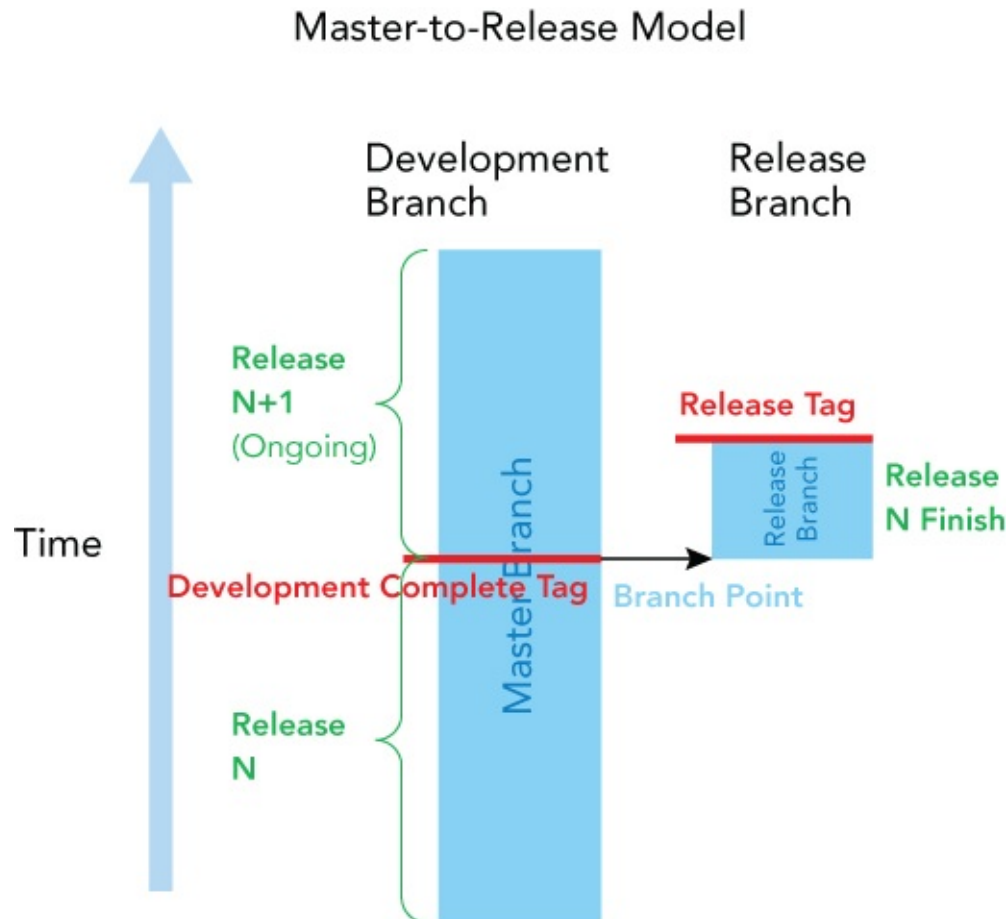 Master-to-Release Model
Development
Branch
Release
Branch
Release
N+1
(Ongoing)
Release Tag
Release
Branch
Release
N Finish
Time
Development Complete Tag
Branch Point
Master Branch
Release
N